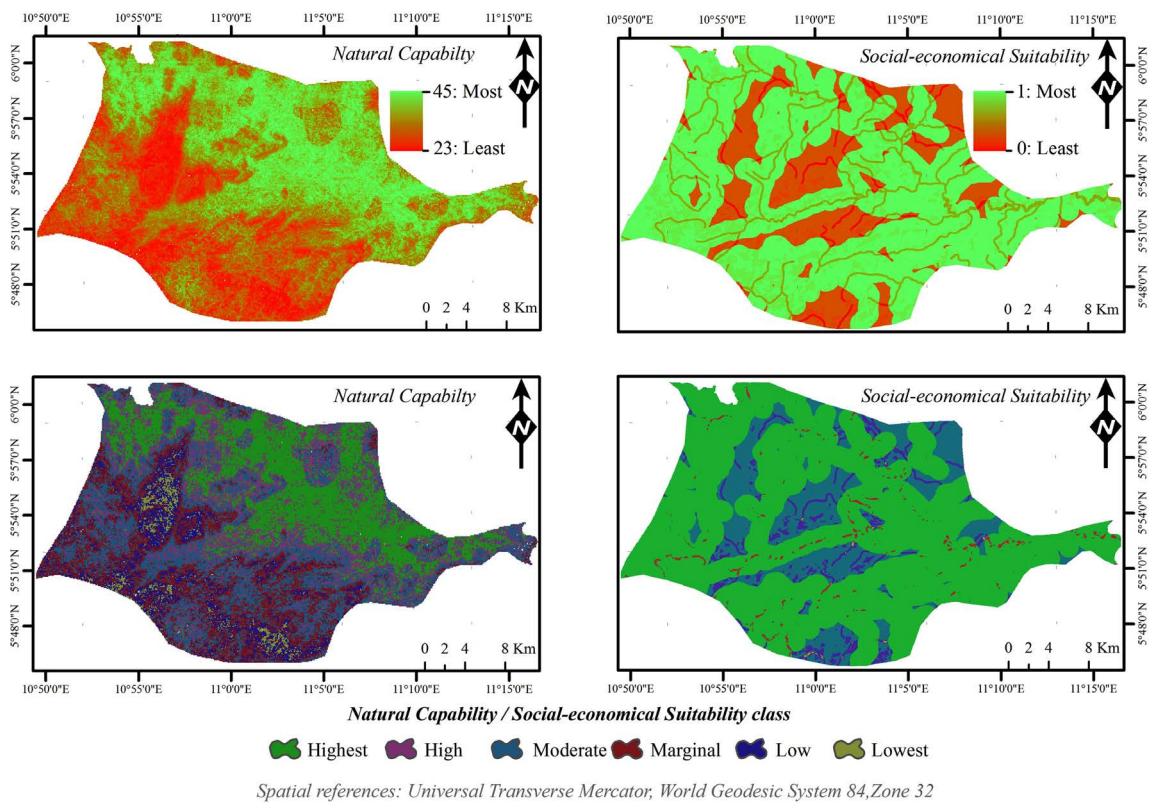 10°50'0"E 10°55'0"E 11°0'0"E 11°5'0"E 11°10'0"E 11°15'0"E
Natural Capabilty
N
45: Most
23: Least
6°0'0"N
5°57'0"N
5°54'0"N
5°51'0"N
5°48'0"N
0 2 4 8 Km
10°50'0"E 10°55'0"E 11°0'0"E 11°5'0"E 11°10'0"E 11°15'0"E
Social-economical Suitability
N
1: Most
0: Least
6°0'0"N
5°57'0"N
5°54'0"N
5°51'0"N
5°48'0"N
0 2 4 8 Km
Natural Capabilty
N
6°0'0"N
5°57'0"N
5°54'0"N
5°51'0"N
5°48'0"N
0 2 4 8 Km
10°50'0"E 10°55'0"E 11°0'0"E 11°5'0"E 11°10'0"E 11°15'0"E
Social-economical Suitability
N
6°0'0"N
5°57'0"N
5°54'0"N
5°51'0"N
5°48'0"N
0 2 4 8 Km
10°50'0"E 10°55'0"E 11°0'0"E 11°5'0"E 11°10'0"E 11°15'0"E
Natural Capability / Social-economical Suitability class
Highest High Moderate Marginal Low Lowest
Spatial references: Universal Transverse Mercator, World Geodesic System 84,Zone 32